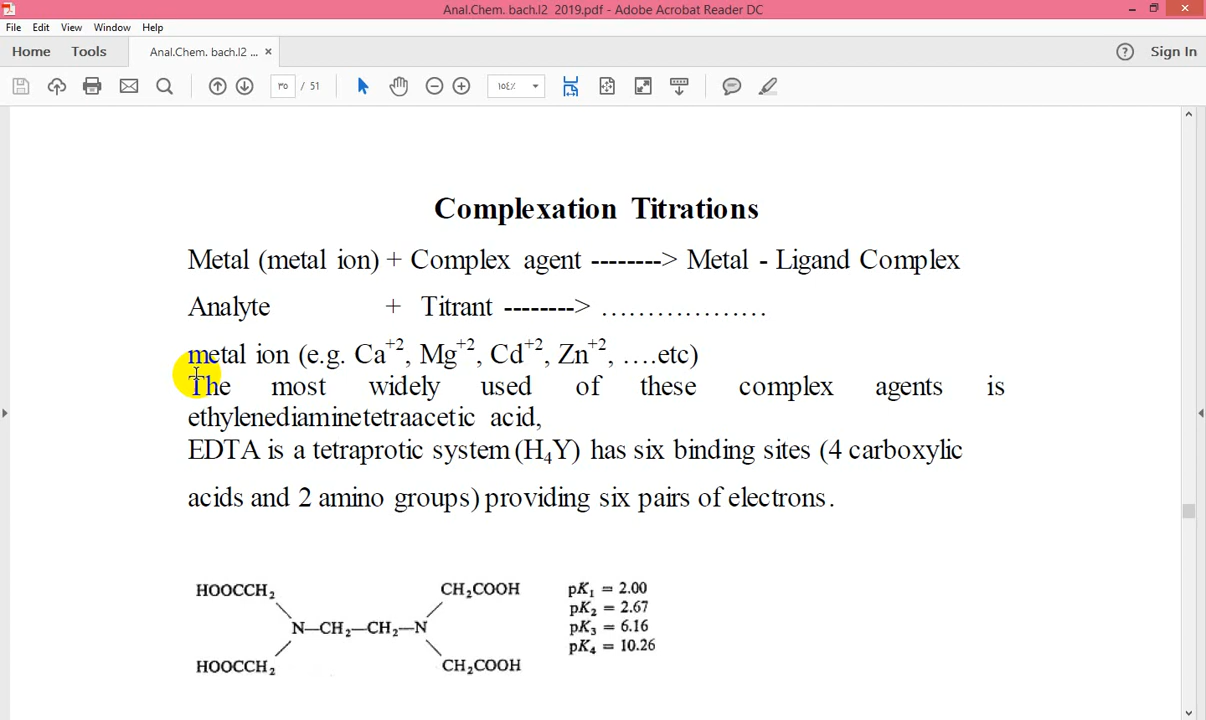 Anal.Chem. bach.l2 2019.pdf - Adobe Acrobat Reader DC
File Edit View Window Help
Home Tools Anal.Chem. bach.l2 ... × Sign In
٣٥ / 51 ١٥٤٪
Complexation Titrations
Metal (metal ion) + Complex agent --------> Metal - Ligand Complex
Analyte + Titrant --------> ………………
metal ion (e.g. Ca⁺², Mg⁺², Cd⁺², Zn⁺², ….etc)
The most widely used of these complex agents is
ethylenediaminetetraacetic acid,
EDTA is a tetraprotic system (H₄Y) has six binding sites (4 carboxylic
acids and 2 amino groups) providing six pairs of electrons.
HOOCCH₂ CH₂COOH pK₁ = 2.00
pK₂ = 2.67
N—CH₂—CH₂—N pK₃ = 6.16
pK₄ = 10.26
HOOCCH₂ CH₂COOH